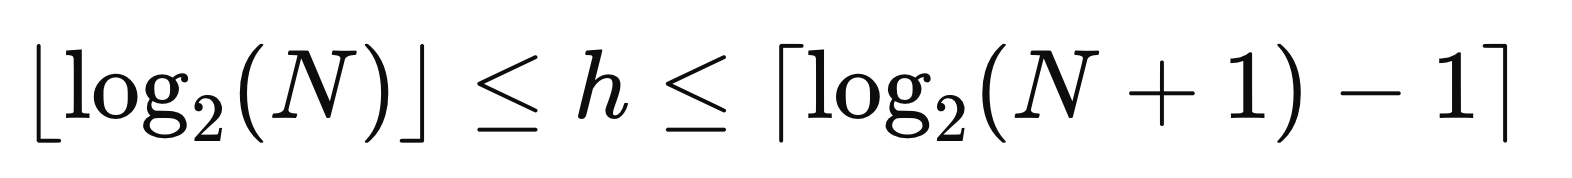 ⌊log₂(N)⌋ ≤ h ≤ ⌈log₂(N + 1) − 1⌉